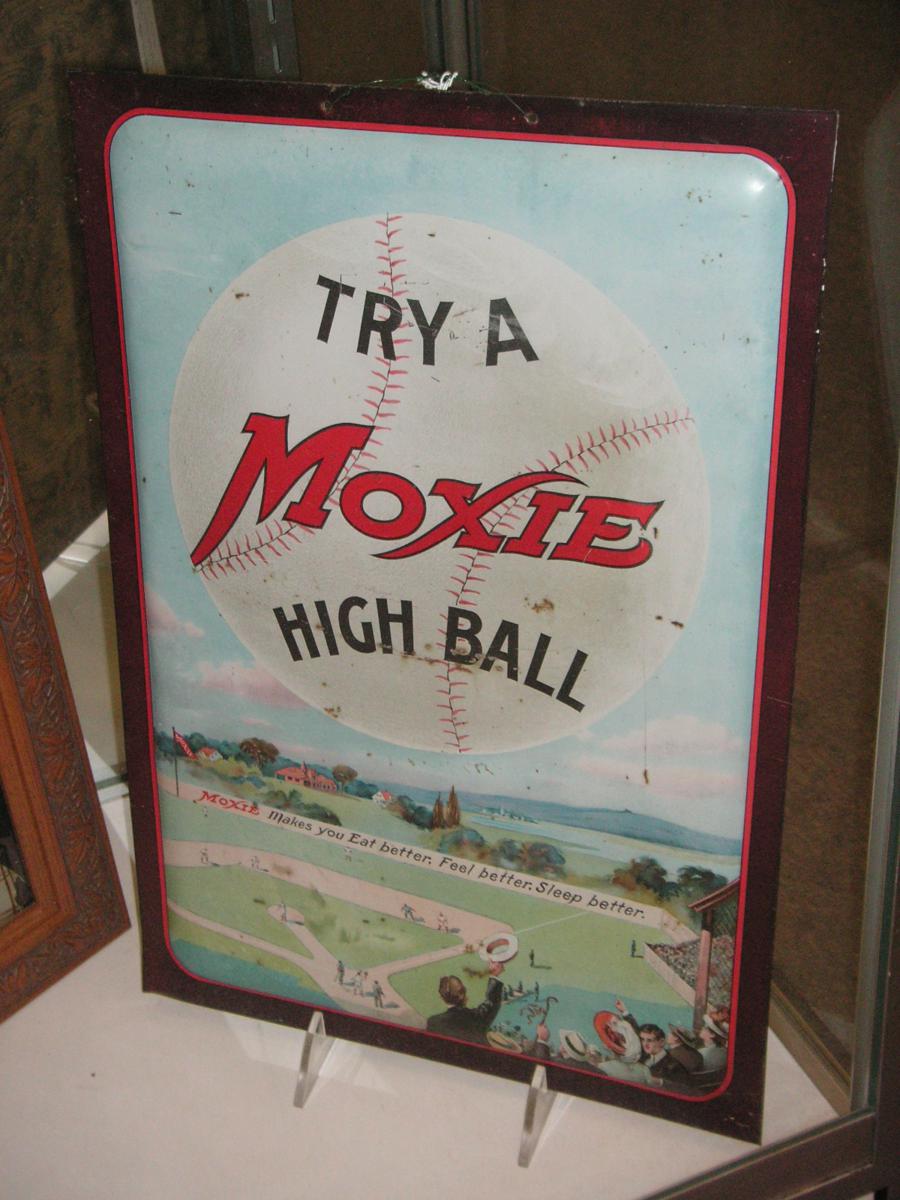 TRY A
MOXIE
HIGH BALL
MOXIE Makes you Eat better. Feel better. Sleep better.